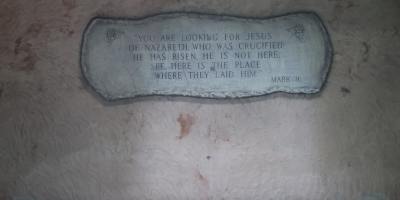 "YOU ARE LOOKING FOR JESUS
OF NAZARETH, WHO WAS CRUCIFIED.
HE HAS RISEN. HE IS NOT HERE.
SEE, HERE IS THE PLACE
WHERE THEY LAID HIM"
MARK